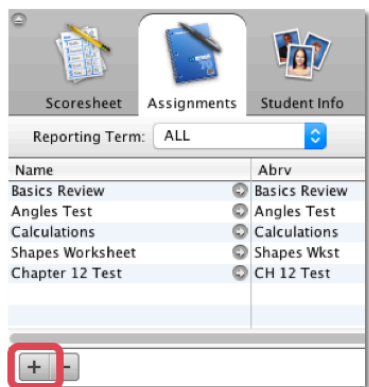 Scoresheet Assignments Student Info
Reporting Term: ALL
Name Abrv
Basics Review Basics Review
Angles Test Angles Test
Calculations Calculations
Shapes Worksheet Shapes Wkst
Chapter 12 Test CH 12 Test
+ -